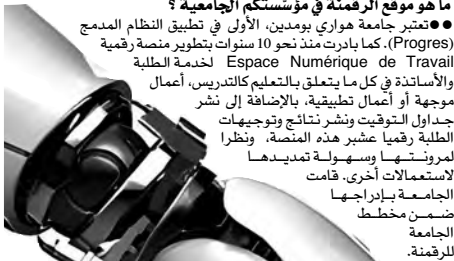 ما هو موقع الرقمنة في مؤسّستكم الجامعية ؟
●● تعتبر جامعة هواري بومدين، الأولى في تطبيق النظام المدمج
(Progres). كما بادرت منذ نحو 10 سنوات بتطوير منصة رقمية
Espace Numérique de Travail لخدمة الطلبة
والأساتذة في كل ما يتعلق بالتعليم كالتدريس، أعمال
موجهة أو أعمال تطبيقية، بالإضافة إلى نشر
جداول التوقيت ونشر نتائج وتوجيهات
الطلبة رقميا عشبر هذه المنصة، ونظرا
لمرونتها وسهولة تمديدها
لاستعمالات أخرى. قامت
الجامعة بإدراجها
ضمن مخطط
الجامعة
للرقمنة.